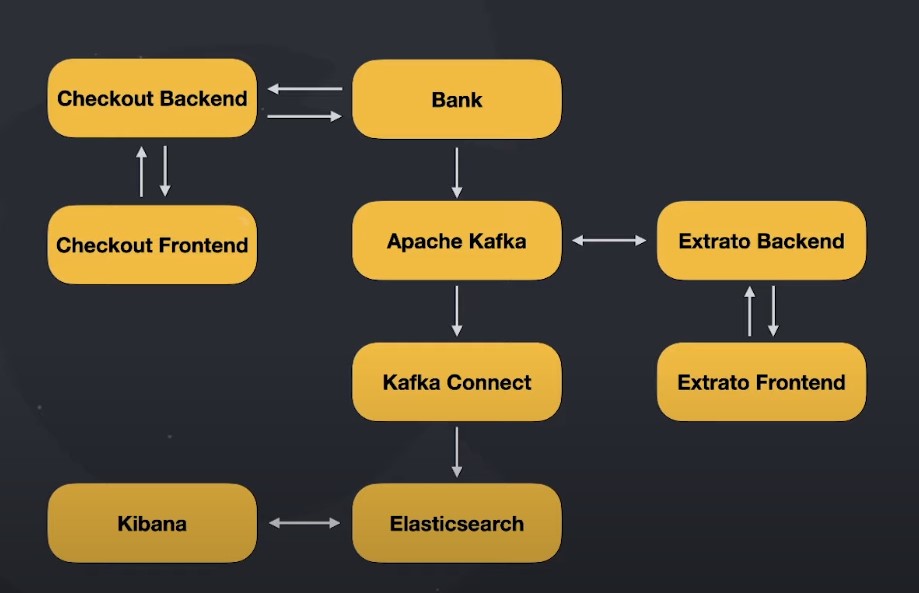 Checkout Backend
Bank
Checkout Frontend
Apache Kafka
Extrato Backend
Kafka Connect
Extrato Frontend
Kibana
Elasticsearch